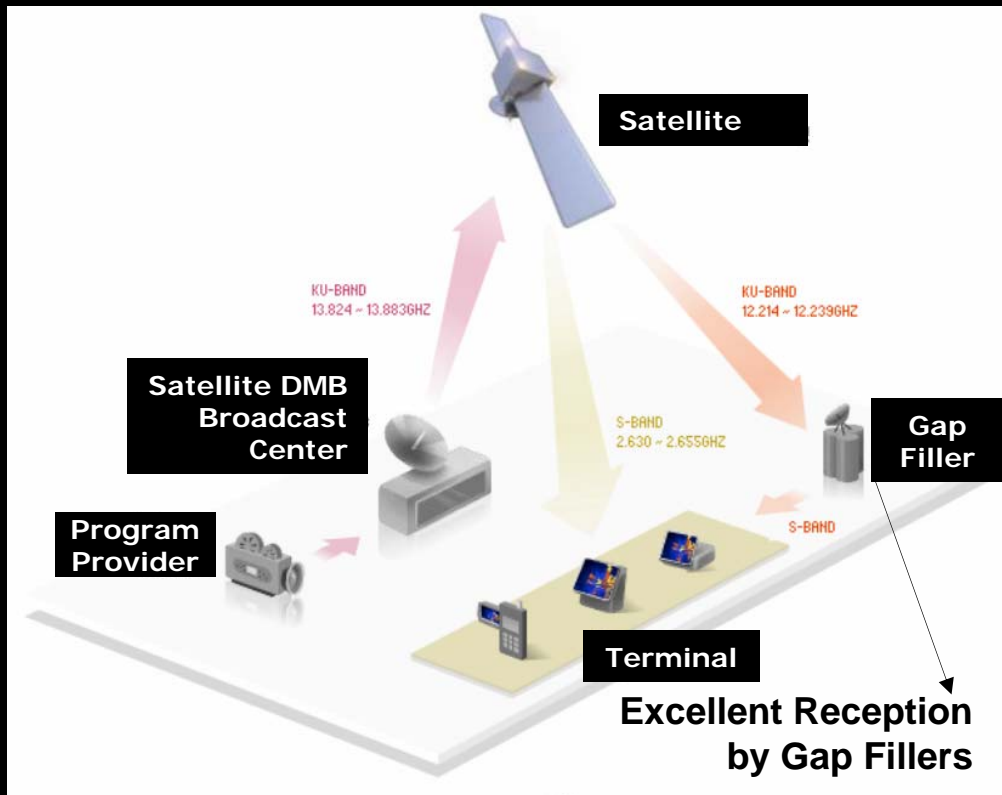 Satellite
KU-BAND
13.824 ~ 13.883GHZ
KU-BAND
12.214 ~ 12.239GHZ
Satellite DMB
Broadcast
Center
S-BAND
2.630 ~ 2.655GHZ
Gap
Filler
Program
Provider
S-BAND
Terminal
Excellent Reception
by Gap Fillers